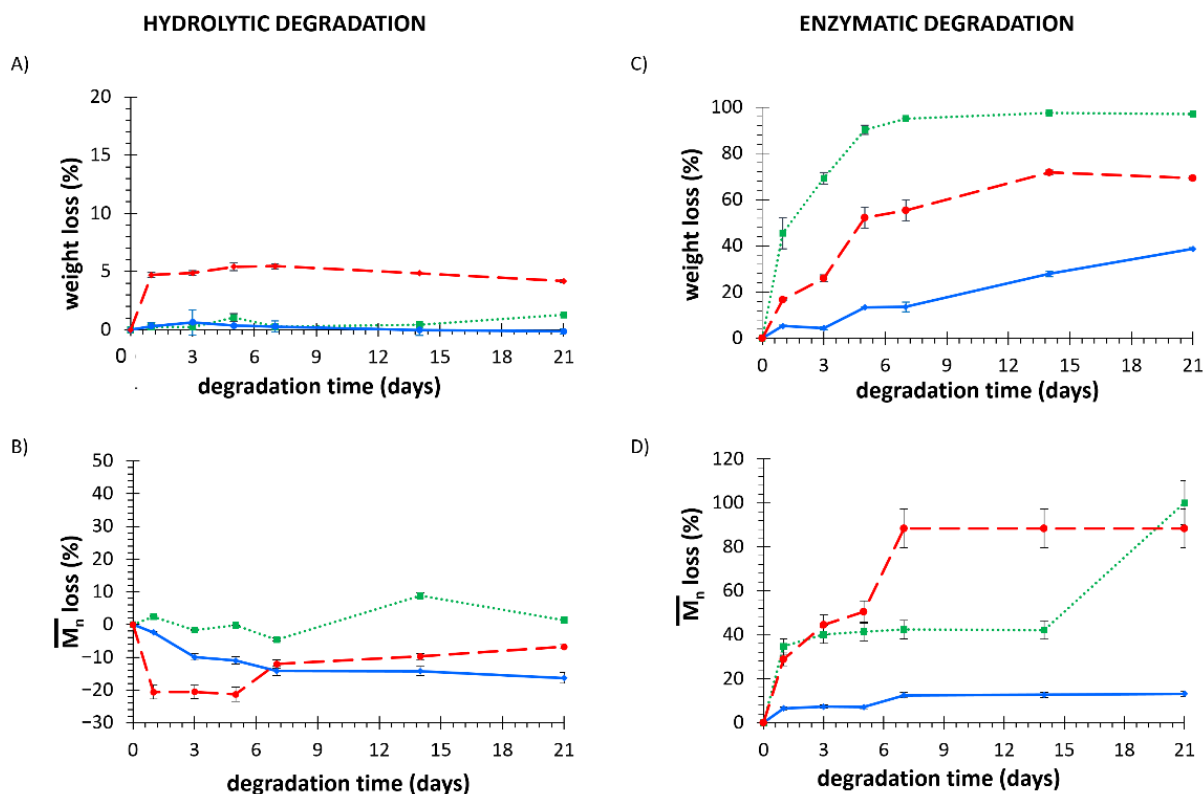 HYDROLYTIC DEGRADATION
A)
20
15
10
5
0
weight loss (%)
0 3 6 9 12 15 18 21
degradation time (days)
B)
50
40
30
20
10
0
−10
−20
−30
M̅n loss (%)
0 3 6 9 12 15 18 21
degradation time (days)
ENZYMATIC DEGRADATION
C)
100
80
60
40
20
0
weight loss (%)
0 3 6 9 12 15 18 21
degradation time (days)
D)
120
100
80
60
40
20
0
M̅n loss (%)
0 3 6 9 12 15 18 21
degradation time (days)